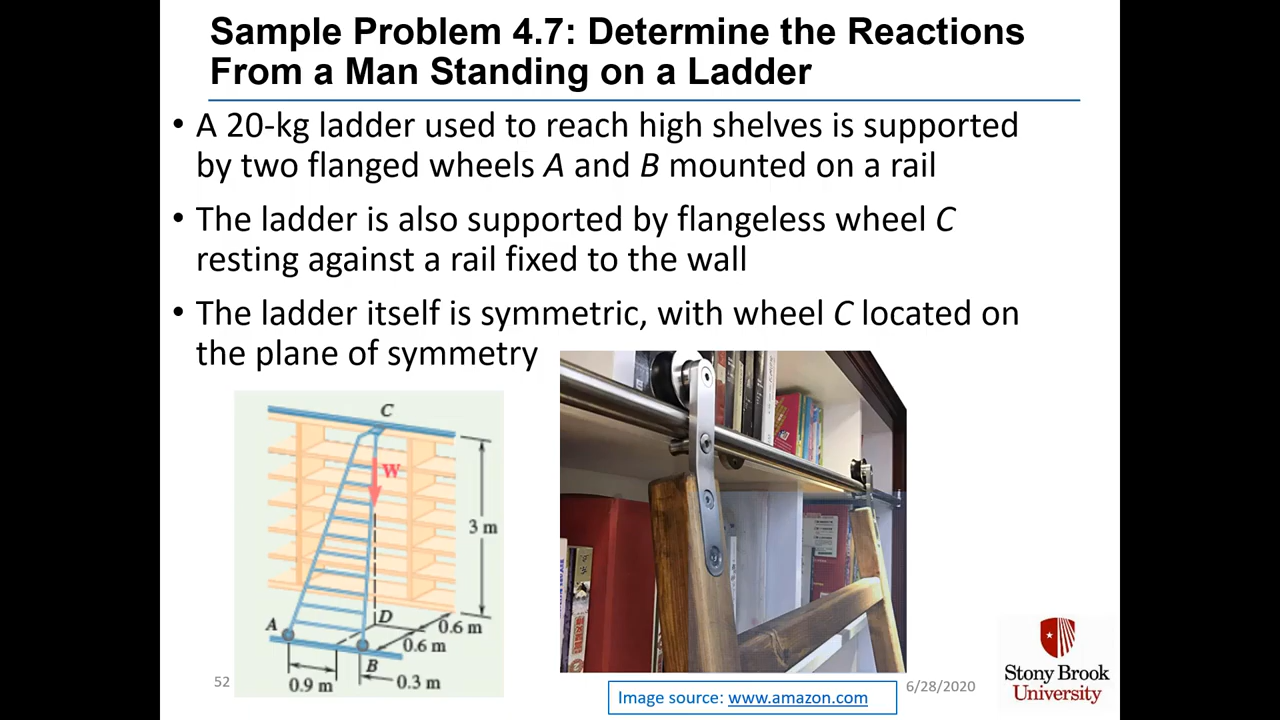 Sample Problem 4.7: Determine the Reactions
From a Man Standing on a Ladder
• A 20-kg ladder used to reach high shelves is supported
by two flanged wheels A and B mounted on a rail
• The ladder is also supported by flangeless wheel C
resting against a rail fixed to the wall
• The ladder itself is symmetric, with wheel C located on
the plane of symmetry
C
W
3 m
A
D
0.6 m
0.6 m
B
0.9 m
0.3 m
52
Image source: www.amazon.com
6/28/2020
Stony Brook
University